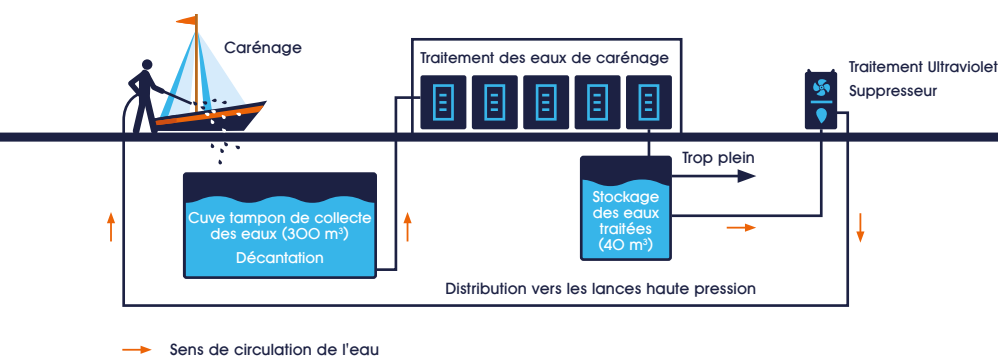 Carénage
Traitement des eaux de carénage
Traitement Ultraviolet
Suppresseur
Trop plein
Stockage
des eaux
traitées
(40 m³)
Cuve tampon de collecte
des eaux (300 m³)
Décantation
Distribution vers les lances haute pression
Sens de circulation de l'eau